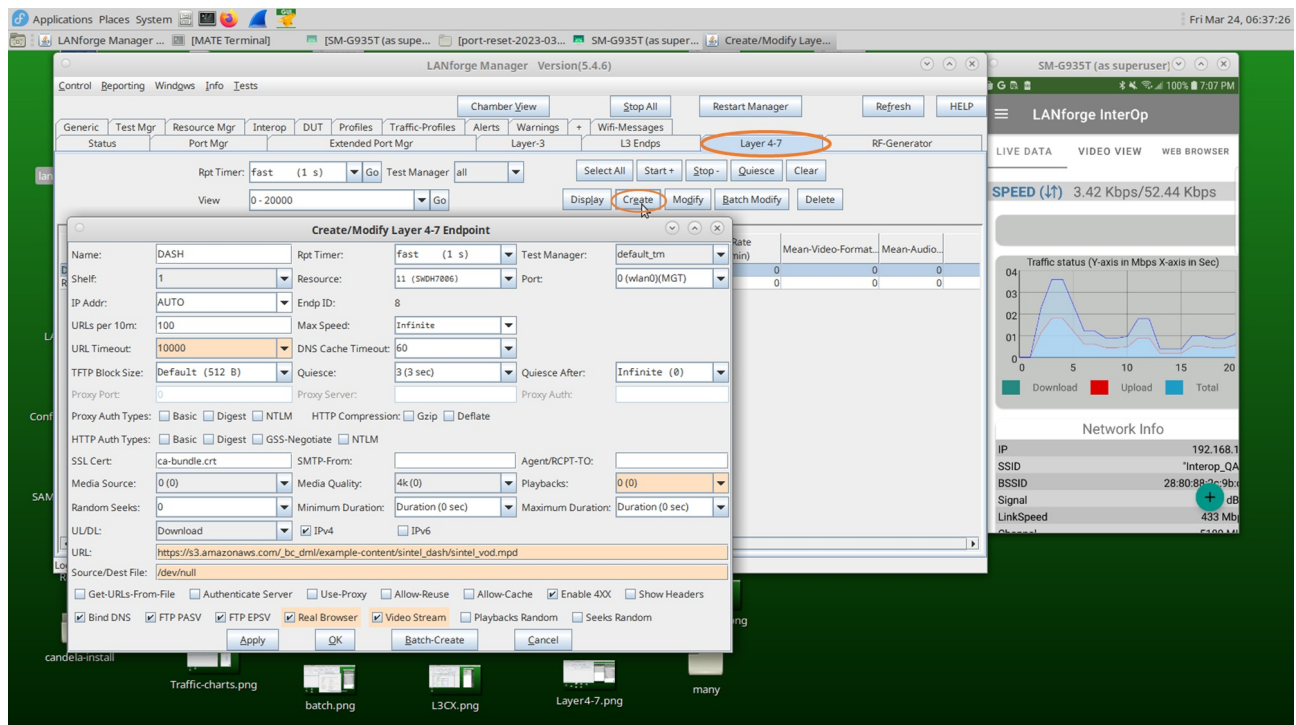 Applications Places System
Fri Mar 24, 06:37:26
LANforge Manager ... [MATE Terminal] [SM-G935T (as supe... [port-reset-2023-03... SM-G935T (as super... Create/Modify Laye...
LANforge Manager Version(5.4.6)
Control Reporting Windows Info Tests
Chamber View Stop All Restart Manager Refresh HELP
Generic Test Mgr Resource Mgr Interop DUT Profiles Traffic-Profiles Alerts Warnings + Wifi-Messages
Status Port Mgr Extended Port Mgr Layer-3 L3 Endps Layer 4-7 RF-Generator
Rpt Timer: fast (1 s) Go Test Manager all Select All Start + Stop - Quiesce Clear
View 0 - 20000 Go Display Create Modify Batch Modify Delete
Mean-Video-Format... Mean-Audio...
0 0 0
0 0 0
Create/Modify Layer 4-7 Endpoint
Name: DASH Rpt Timer: fast (1 s) Test Manager: default_tm
Shelf: 1 Resource: 11 (SWDH7006) Port: 0 (wlan0)(MGT)
IP Addr: AUTO Endp ID: 8
URLs per 10m: 100 Max Speed: Infinite
URL Timeout: 10000 DNS Cache Timeout: 60
TFTP Block Size: Default (512 B) Quiesce: 3 (3 sec) Quiesce After: Infinite (0)
Proxy Port: 0 Proxy Server: Proxy Auth:
Proxy Auth Types: Basic Digest NTLM HTTP Compression: Gzip Deflate
HTTP Auth Types: Basic Digest GSS-Negotiate NTLM
SSL Cert: ca-bundle.crt SMTP-From: Agent/RCPT-TO:
Media Source: 0 (0) Media Quality: 4k (0) Playbacks: 0 (0)
Random Seeks: 0 Minimum Duration: Duration (0 sec) Maximum Duration: Duration (0 sec)
UL/DL: Download IPv4 IPv6
URL: https://s3.amazonaws.com/_bc_dml/example-content/sintel_dash/sintel_vod.mpd
Source/Dest File: /dev/null
Get-URLs-From-File Authenticate Server Use-Proxy Allow-Reuse Allow-Cache Enable 4XX Show Headers
Bind DNS FTP PASV FTP EPSV Real Browser Video Stream Playbacks Random Seeks Random
Apply OK Batch-Create Cancel
SM-G935T (as superuser)
100% 7:07 PM
LANforge InterOp
LIVE DATA VIDEO VIEW WEB BROWSER
SPEED (↓↑) 3.42 Kbps/52.44 Kbps
Traffic status (Y-axis in Mbps X-axis in Sec)
04
03
02
01
0
0 5 10 15 20
Download Upload Total
Network Info
IP 192.168.1
SSID "Interop_QA
BSSID 28:80:88:2c:9b:
Signal dB
LinkSpeed 433 Mb
+
candela-install
Traffic-charts.png
batch.png
L3CX.png
Layer4-7.png
many